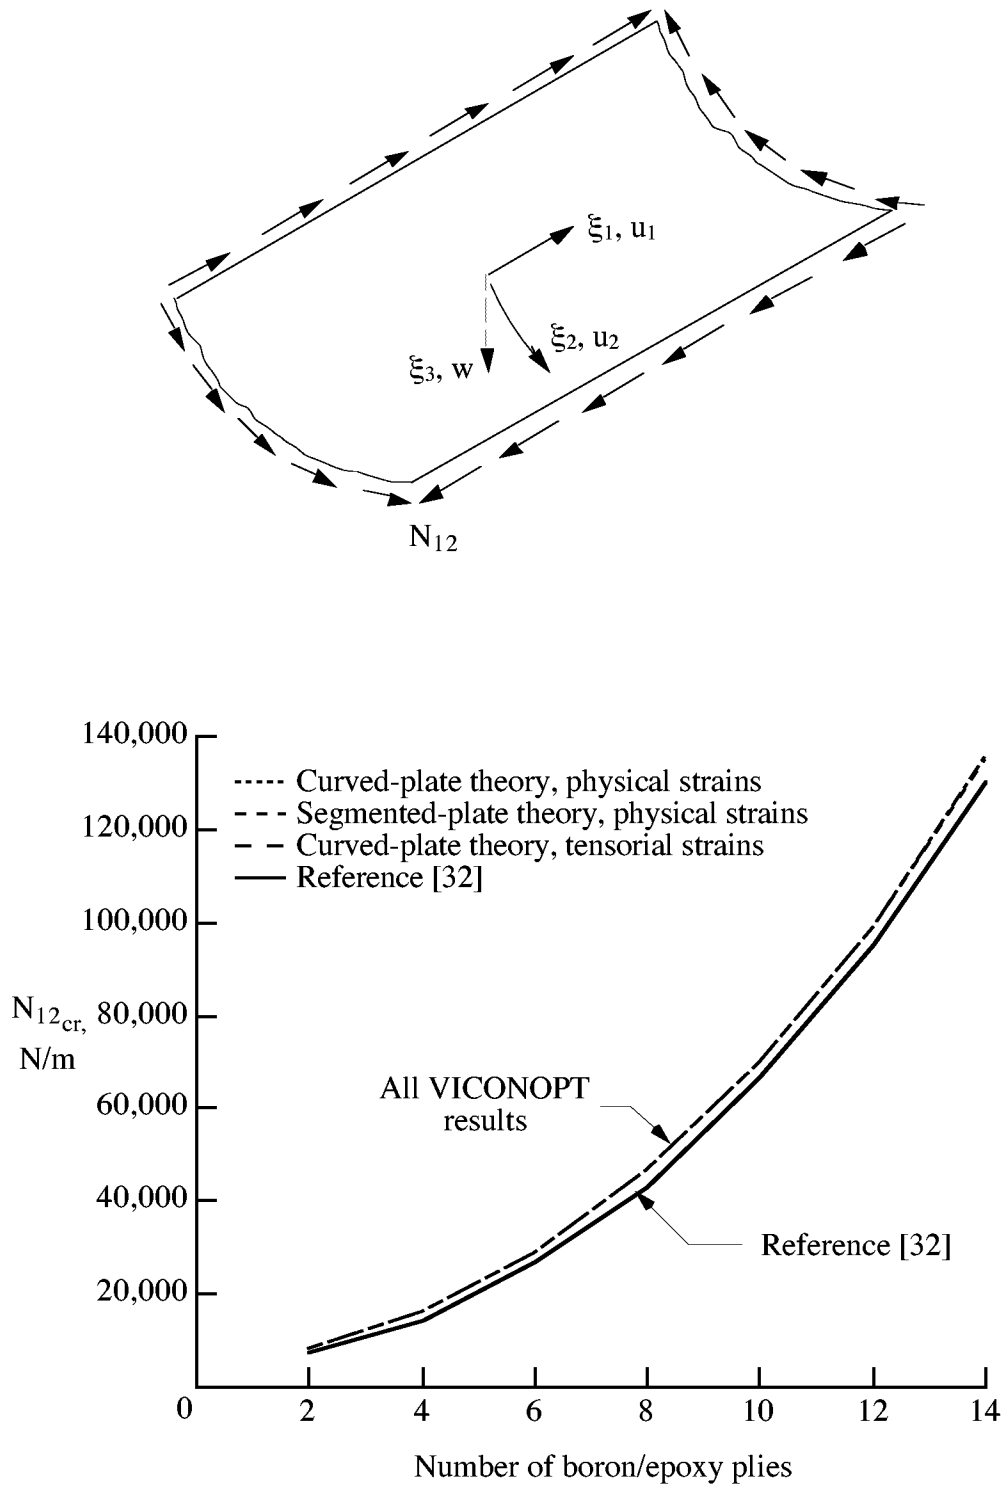 ξ1, u1
ξ2, u2
ξ3, w
N12
140,000
120,000
100,000
80,000
60,000
40,000
20,000
0
Curved-plate theory, physical strains
Segmented-plate theory, physical strains
Curved-plate theory, tensorial strains
Reference [32]
N12cr,
N/m
All VICONOPT
results
Reference [32]
2 4 6 8 10 12 14
Number of boron/epoxy plies